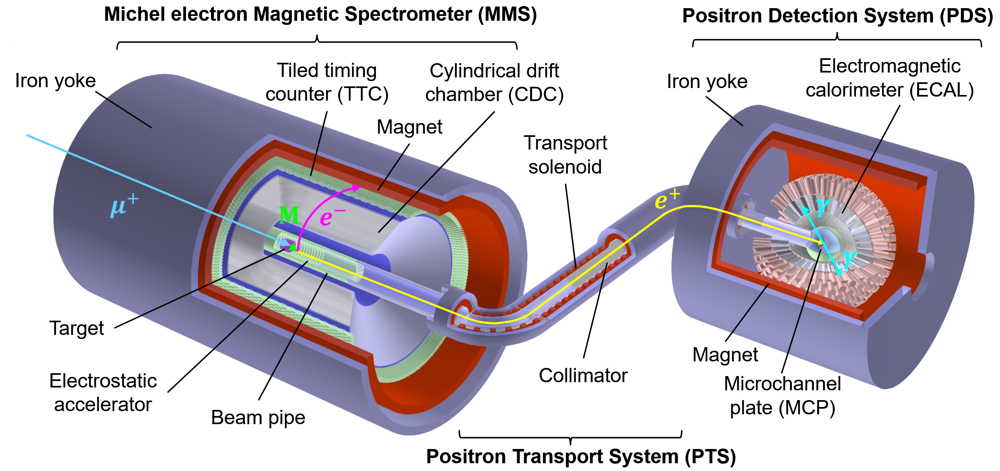 Michel electron Magnetic Spectrometer (MMS)
Positron Detection System (PDS)
Iron yoke
Tiled timing
counter (TTC)
Cylindrical drift
chamber (CDC)
Magnet
Transport
solenoid
Iron yoke
Electromagnetic
calorimeter (ECAL)
μ⁺
M
e⁻
e⁺
γ
γ
Target
Electrostatic
accelerator
Beam pipe
Collimator
Magnet
Microchannel
plate (MCP)
Positron Transport System (PTS)